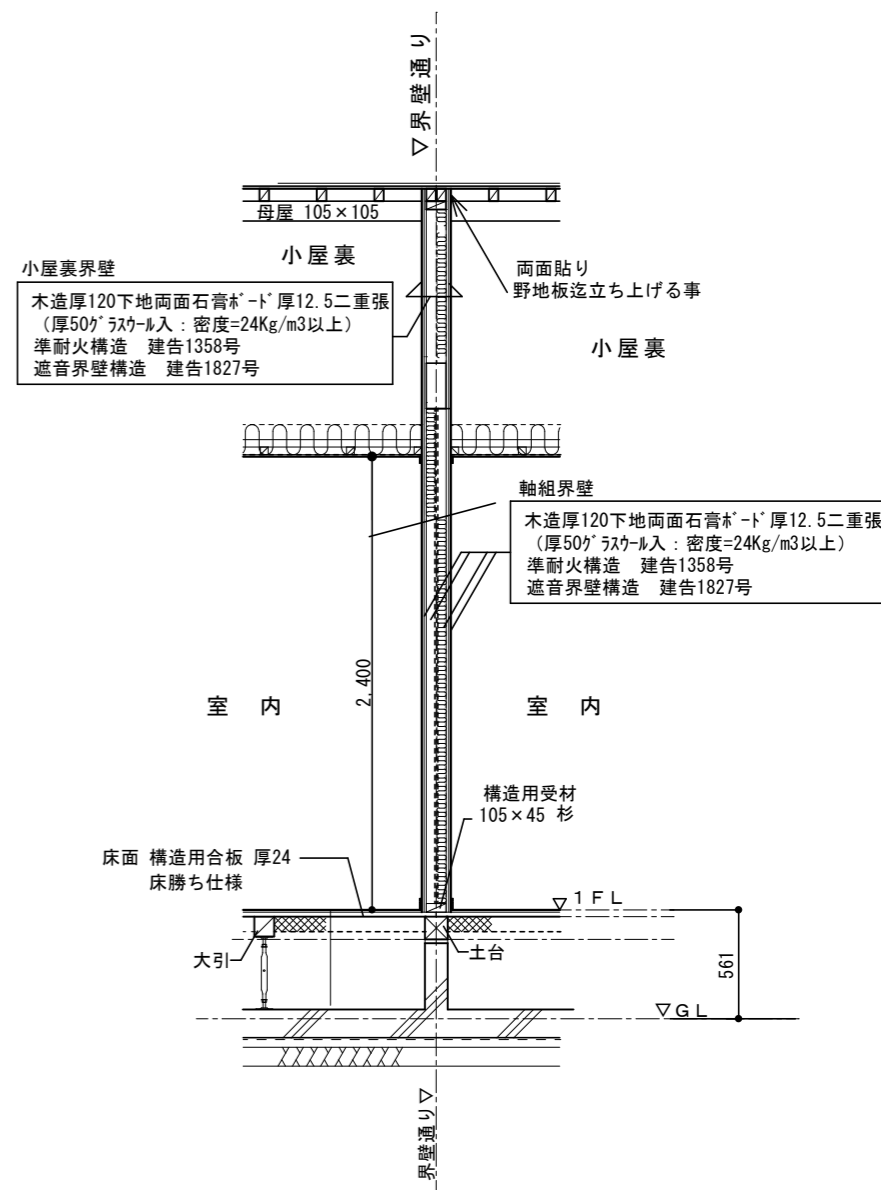 ▽界壁通り
母屋 105×105
小屋裏
両面貼り
野地板迄立ち上げる事
小屋裏界壁
木造厚120下地両面石膏ﾎﾞｰﾄﾞ厚12.5二重張
(厚50ｸﾞﾗｽｳｰﾙ入:密度=24Kg/m3以上)
準耐火構造 建告1358号
遮音界壁構造 建告1827号
小屋裏
軸組界壁
木造厚120下地両面石膏ﾎﾞｰﾄﾞ厚12.5二重張
(厚50ｸﾞﾗｽｳｰﾙ入:密度=24Kg/m3以上)
準耐火構造 建告1358号
遮音界壁構造 建告1827号
2,400
室 内
室 内
構造用受材
105×45 杉
床面 構造用合板 厚24
床勝ち仕様
▽1FL
大引
土台
561
▽GL
界壁通り▽